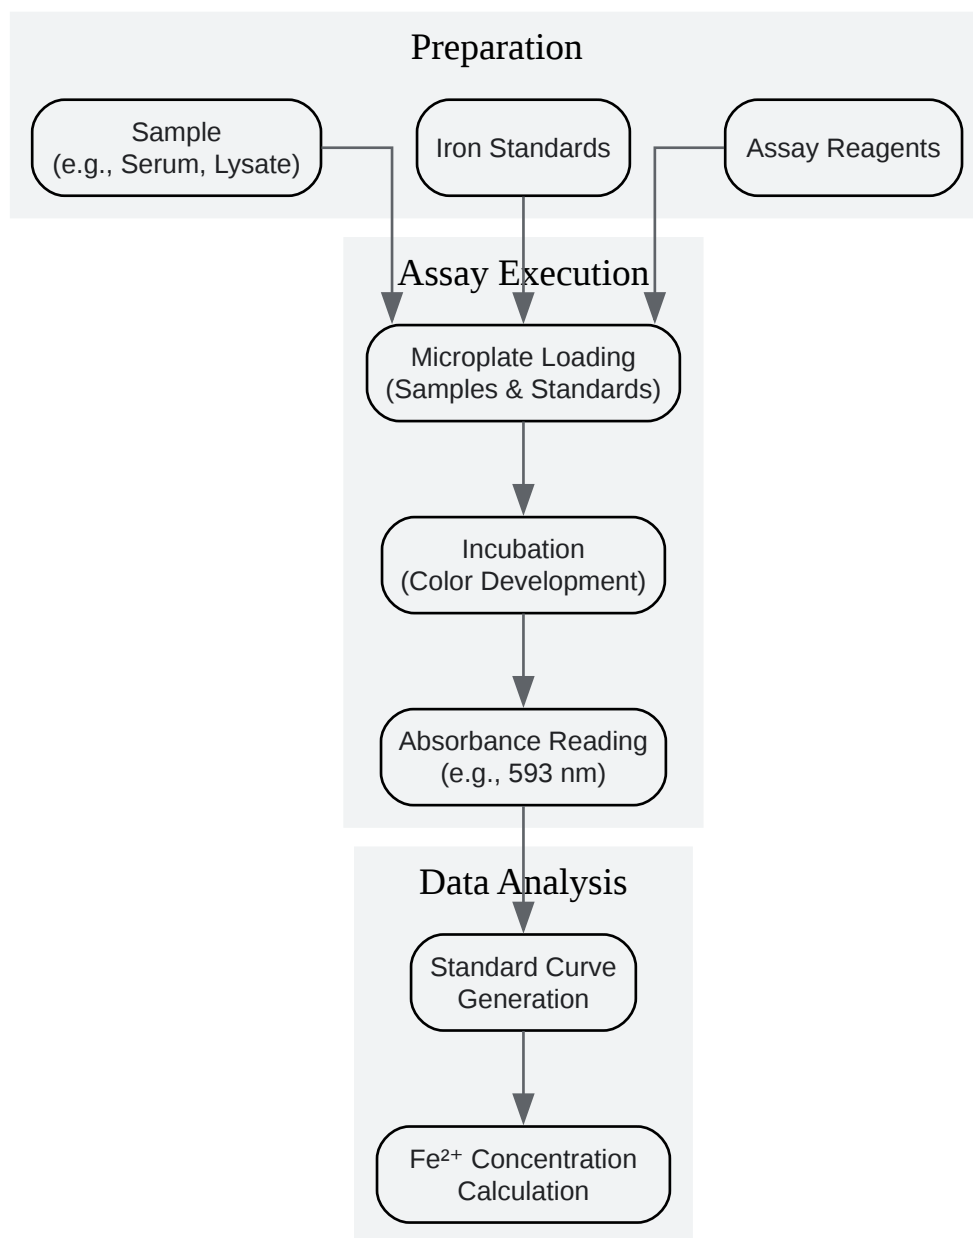 Preparation
Sample
(e.g., Serum, Lysate)
Iron Standards
Assay Reagents
Assay Execution
Microplate Loading
(Samples & Standards)
Incubation
(Color Development)
Absorbance Reading
(e.g., 593 nm)
Data Analysis
Standard Curve
Generation
Fe²⁺ Concentration
Calculation